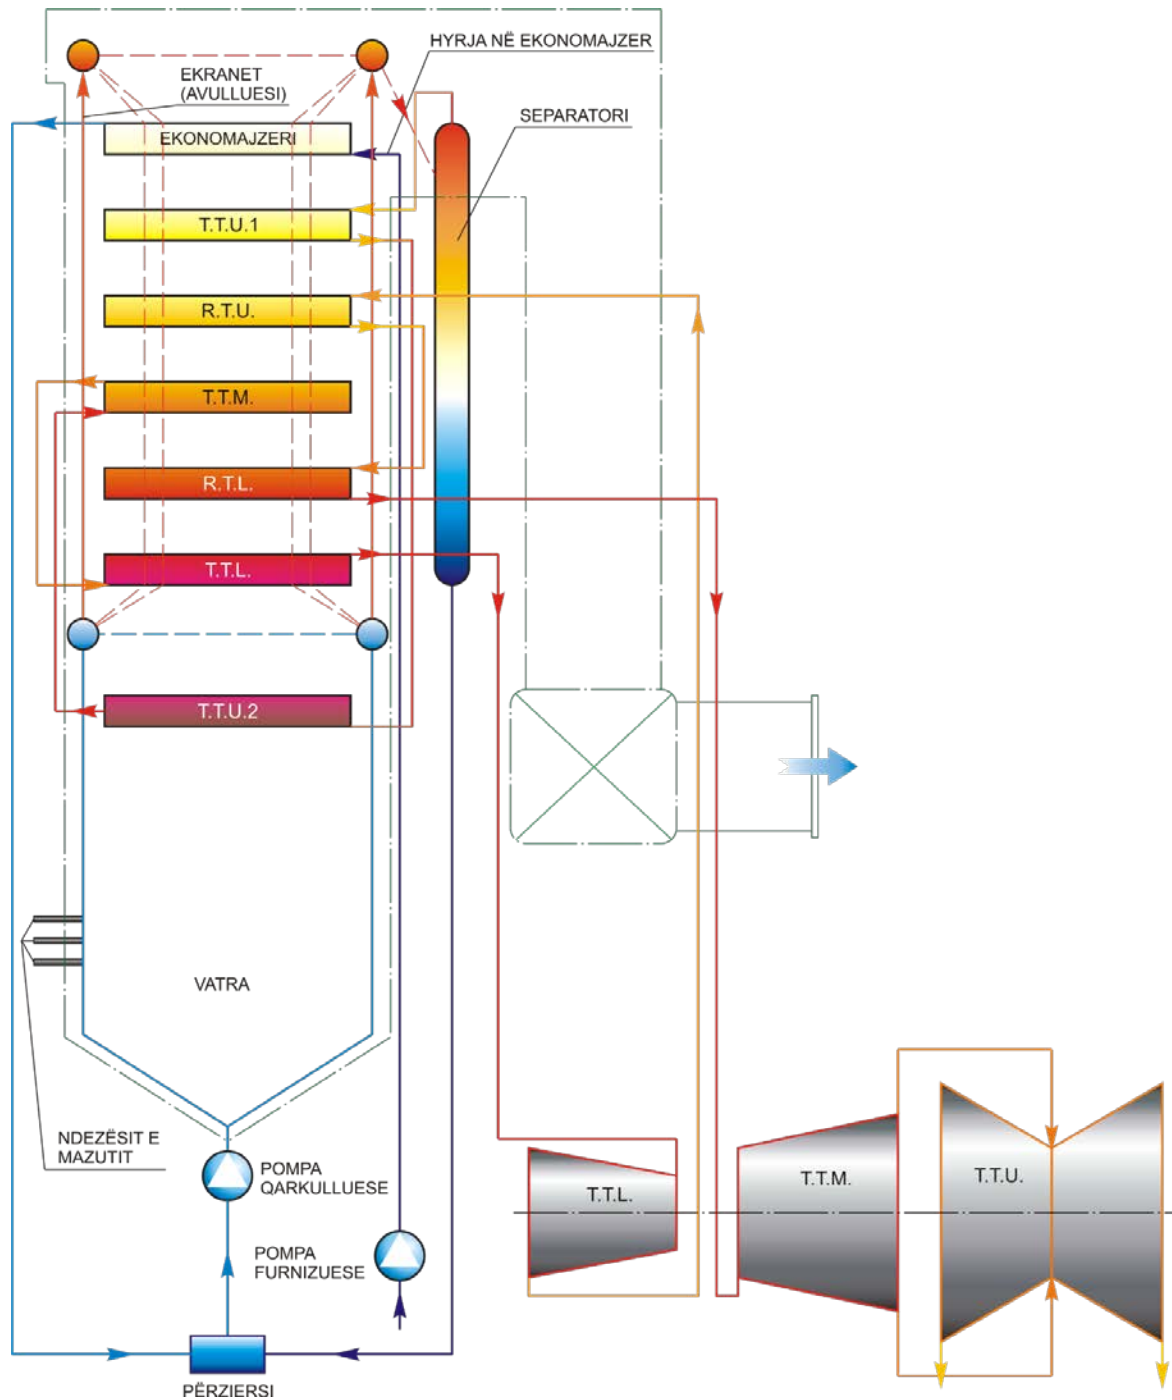 HYRJA NË EKONOMAJZER
EKRANET
(AVULLUESI)
SEPARATORI
EKONOMAJZERI
T.T.U.1
R.T.U.
T.T.M.
R.T.L.
T.T.L.
T.T.U.2
VATRA
NDEZËSIT E
MAZUTIT
POMPA
QARKULLUESE
POMPA
FURNIZUESE
PËRZIERSI
T.T.L.
T.T.M.
T.T.U.